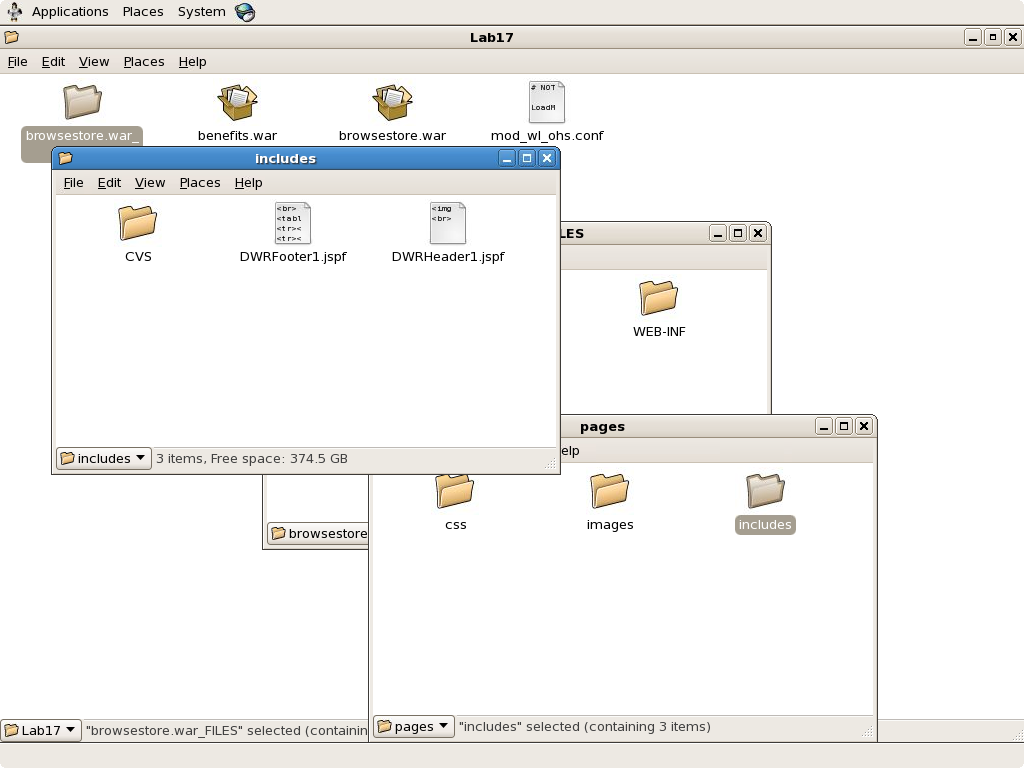 Applications Places System
Lab17
File Edit View Places Help
browsestore.war_
benefits.war
browsestore.war
# NOT
LoadM
mod_wl_ohs.conf
includes
File Edit View Places Help
CVS
<br>
<tabl
<tr><
<tr><
DWRFooter1.jspf
<img
<br>
DWRHeader1.jspf
includes
3 items, Free space: 374.5 GB
LES
WEB-INF
browsestore
pages
elp
css
images
includes
pages
"includes" selected (containing 3 items)
Lab17
"browsestore.war_FILES" selected (containin